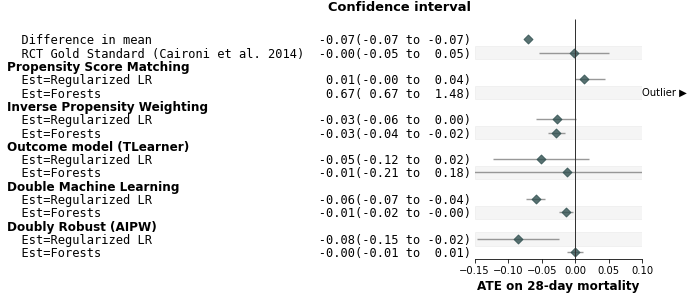 Confidence interval
Difference in mean -0.07(-0.07 to -0.07)
RCT Gold Standard (Caironi et al. 2014) -0.00(-0.05 to 0.05)
Propensity Score Matching
Est=Regularized LR 0.01(-0.00 to 0.04)
Est=Forests 0.67( 0.67 to 1.48) Outlier ▶
Inverse Propensity Weighting
Est=Regularized LR -0.03(-0.06 to 0.00)
Est=Forests -0.03(-0.04 to -0.02)
Outcome model (TLearner)
Est=Regularized LR -0.05(-0.12 to 0.02)
Est=Forests -0.01(-0.21 to 0.18)
Double Machine Learning
Est=Regularized LR -0.06(-0.07 to -0.04)
Est=Forests -0.01(-0.02 to -0.00)
Doubly Robust (AIPW)
Est=Regularized LR -0.08(-0.15 to -0.02)
Est=Forests -0.00(-0.01 to 0.01)
−0.15 −0.10 −0.05 0.00 0.05 0.10
ATE on 28-day mortality